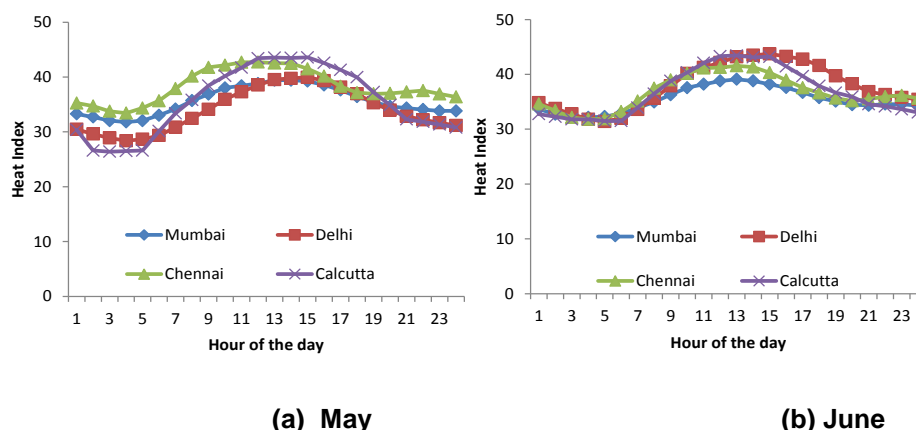 50
40
30
20
10
0
Heat Index
Mumbai
Delhi
Chennai
Calcutta
1 3 5 7 9 11 13 15 17 19 21 23
Hour of the day
(a) May
50
40
30
20
10
0
Heat Index
Mumbai
Delhi
Chennai
Calcutta
1 3 5 7 9 11 13 15 17 19 21 23
Hour of the day
(b) June